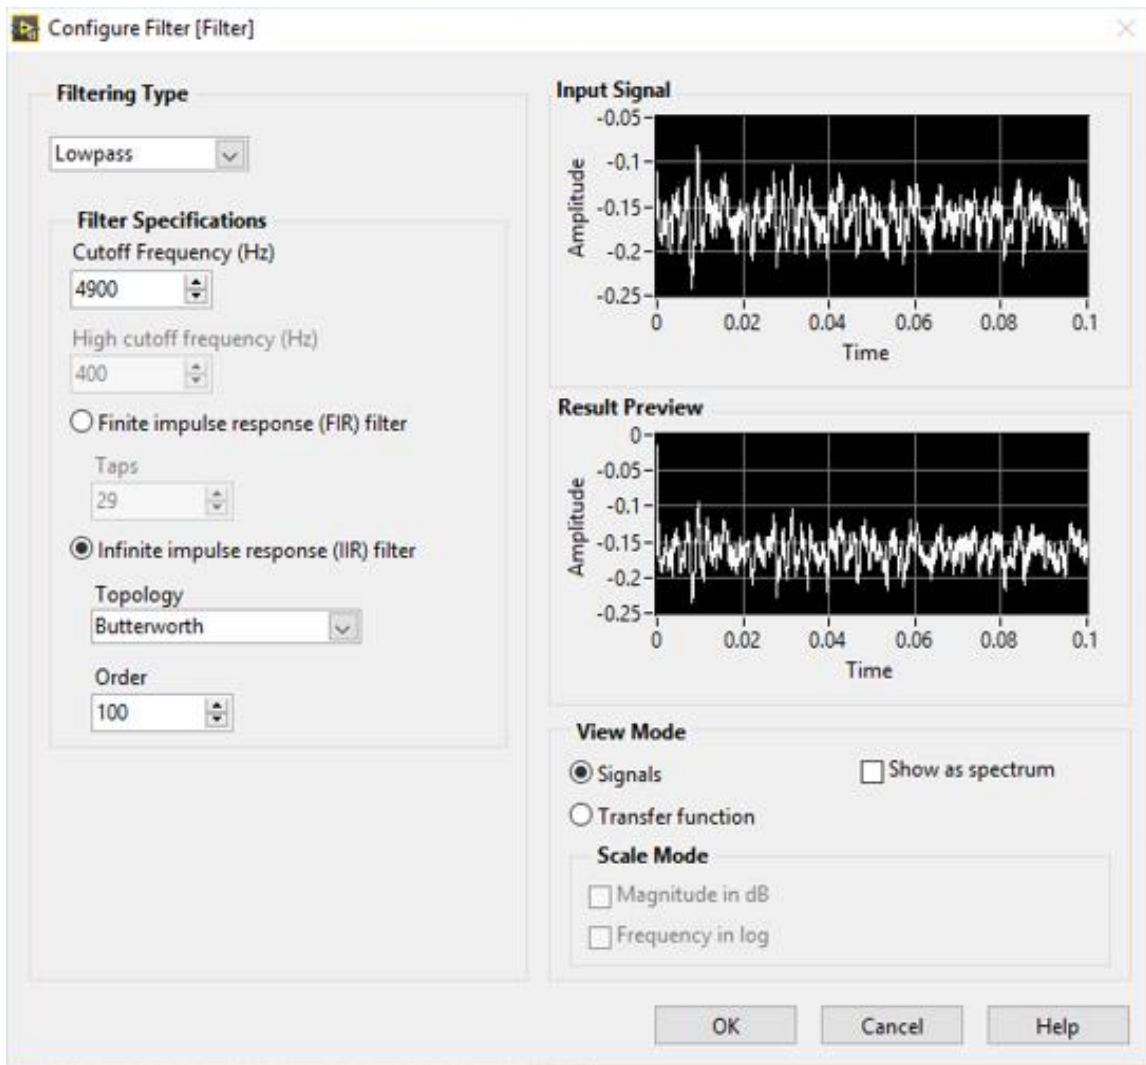 Configure Filter [Filter]
Filtering Type
Lowpass
Filter Specifications
Cutoff Frequency (Hz)
4900
High cutoff frequency (Hz)
400
Finite impulse response (FIR) filter
Taps
29
Infinite impulse response (IIR) filter
Topology
Butterworth
Order
100
Input Signal
Amplitude
-0.05
-0.1
-0.15
-0.2
-0.25
0 0.02 0.04 0.06 0.08 0.1
Time
Result Preview
Amplitude
0
-0.05
-0.1
-0.15
-0.2
-0.25
0 0.02 0.04 0.06 0.08 0.1
Time
View Mode
Signals Show as spectrum
Transfer function
Scale Mode
Magnitude in dB
Frequency in log
OK Cancel Help